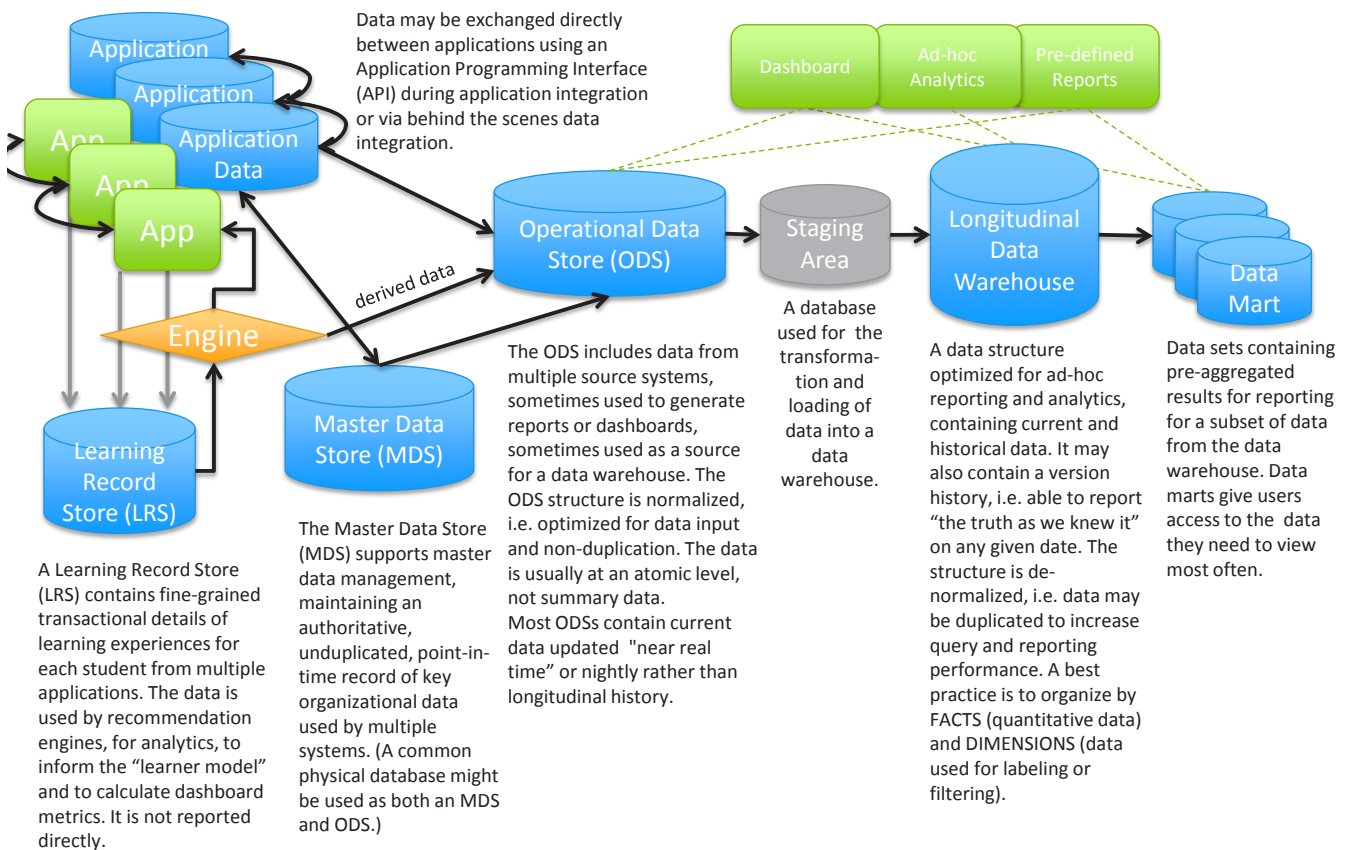 Application
Application
Application
Data
App
App
App
Data may be exchanged directly
between applications using an
Application Programming Interface
(API) during application integration
or via behind the scenes data
integration.
Dashboard
Ad-hoc
Analytics
Pre-defined
Reports
Operational Data
Store (ODS)
Staging
Area
Longitudinal
Data
Warehouse
Data
Mart
derived data
Engine
Learning
Record
Store (LRS)
Master Data
Store (MDS)
A Learning Record Store
(LRS) contains fine-grained
transactional details of
learning experiences for
each student from multiple
applications. The data is
used by recommendation
engines, for analytics, to
inform the “learner model”
and to calculate dashboard
metrics. It is not reported
directly.
The Master Data Store
(MDS) supports master
data management,
maintaining an
authoritative,
unduplicated, point-in-
time record of key
organizational data
used by multiple
systems. (A common
physical database might
be used as both an MDS
and ODS.)
The ODS includes data from
multiple source systems,
sometimes used to generate
reports or dashboards,
sometimes used as a source
for a data warehouse. The
ODS structure is normalized,
i.e. optimized for data input
and non-duplication. The data
is usually at an atomic level,
not summary data.
Most ODSs contain current
data updated "near real
time” or nightly rather than
longitudinal history.
A database
used for the
transforma-
tion and
loading of
data into a
data
warehouse.
A data structure
optimized for ad-hoc
reporting and analytics,
containing current and
historical data. It may
also contain a version
history, i.e. able to report
“the truth as we knew it”
on any given date. The
structure is de-
normalized, i.e. data may
be duplicated to increase
query and reporting
performance. A best
practice is to organize by
FACTS (quantitative data)
and DIMENSIONS (data
used for labeling or
filtering).
Data sets containing
pre-aggregated
results for reporting
for a subset of data
from the data
warehouse. Data
marts give users
access to the data
they need to view
most often.